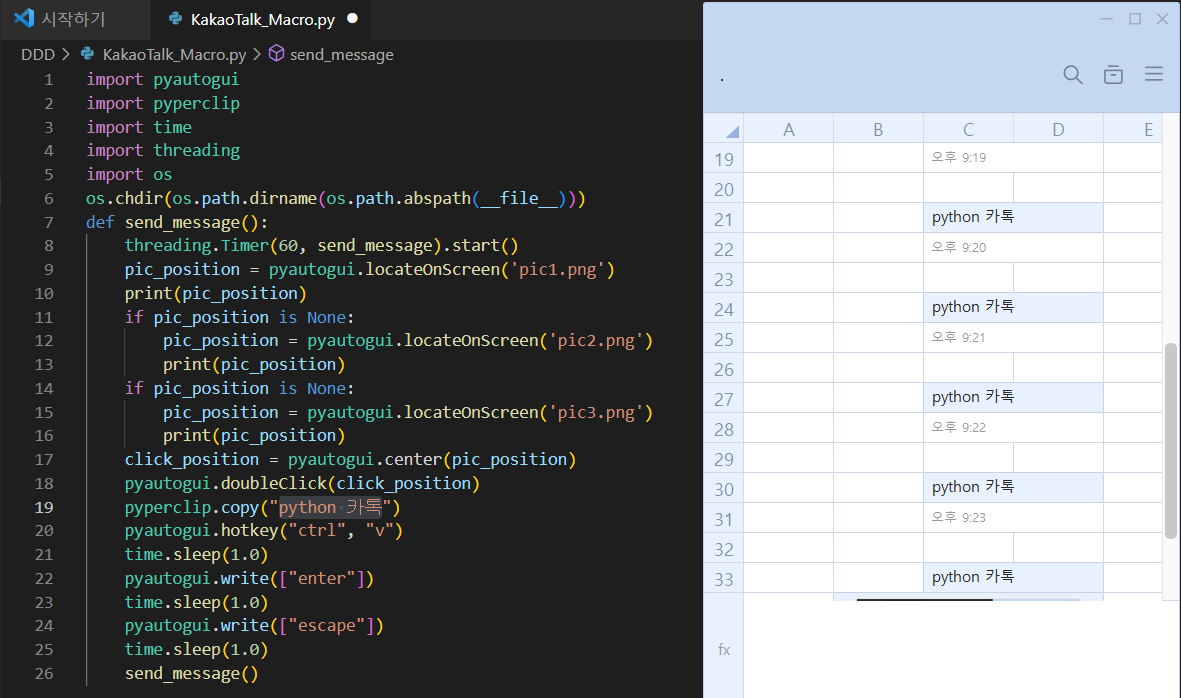 시작하기
KakaoTalk_Macro.py
DDD > KakaoTalk_Macro.py > send_message
1 import pyautogui
2 import pyperclip
3 import time
4 import threading
5 import os
6 os.chdir(os.path.dirname(os.path.abspath(__file__)))
7 def send_message():
8 threading.Timer(60, send_message).start()
9 pic_position = pyautogui.locateOnScreen('pic1.png')
10 print(pic_position)
11 if pic_position is None:
12 pic_position = pyautogui.locateOnScreen('pic2.png')
13 print(pic_position)
14 if pic_position is None:
15 pic_position = pyautogui.locateOnScreen('pic3.png')
16 print(pic_position)
17 click_position = pyautogui.center(pic_position)
18 pyautogui.doubleClick(click_position)
19 pyperclip.copy("python 카톡")
20 pyautogui.hotkey("ctrl", "v")
21 time.sleep(1.0)
22 pyautogui.write(["enter"])
23 time.sleep(1.0)
24 pyautogui.write(["escape"])
25 time.sleep(1.0)
26 send_message()
.
A B C D E
19 오후 9:19
20
21 python 카톡
22 오후 9:20
23
24 python 카톡
25 오후 9:21
26
27 python 카톡
28 오후 9:22
29
30 python 카톡
31 오후 9:23
32
33 python 카톡
fx